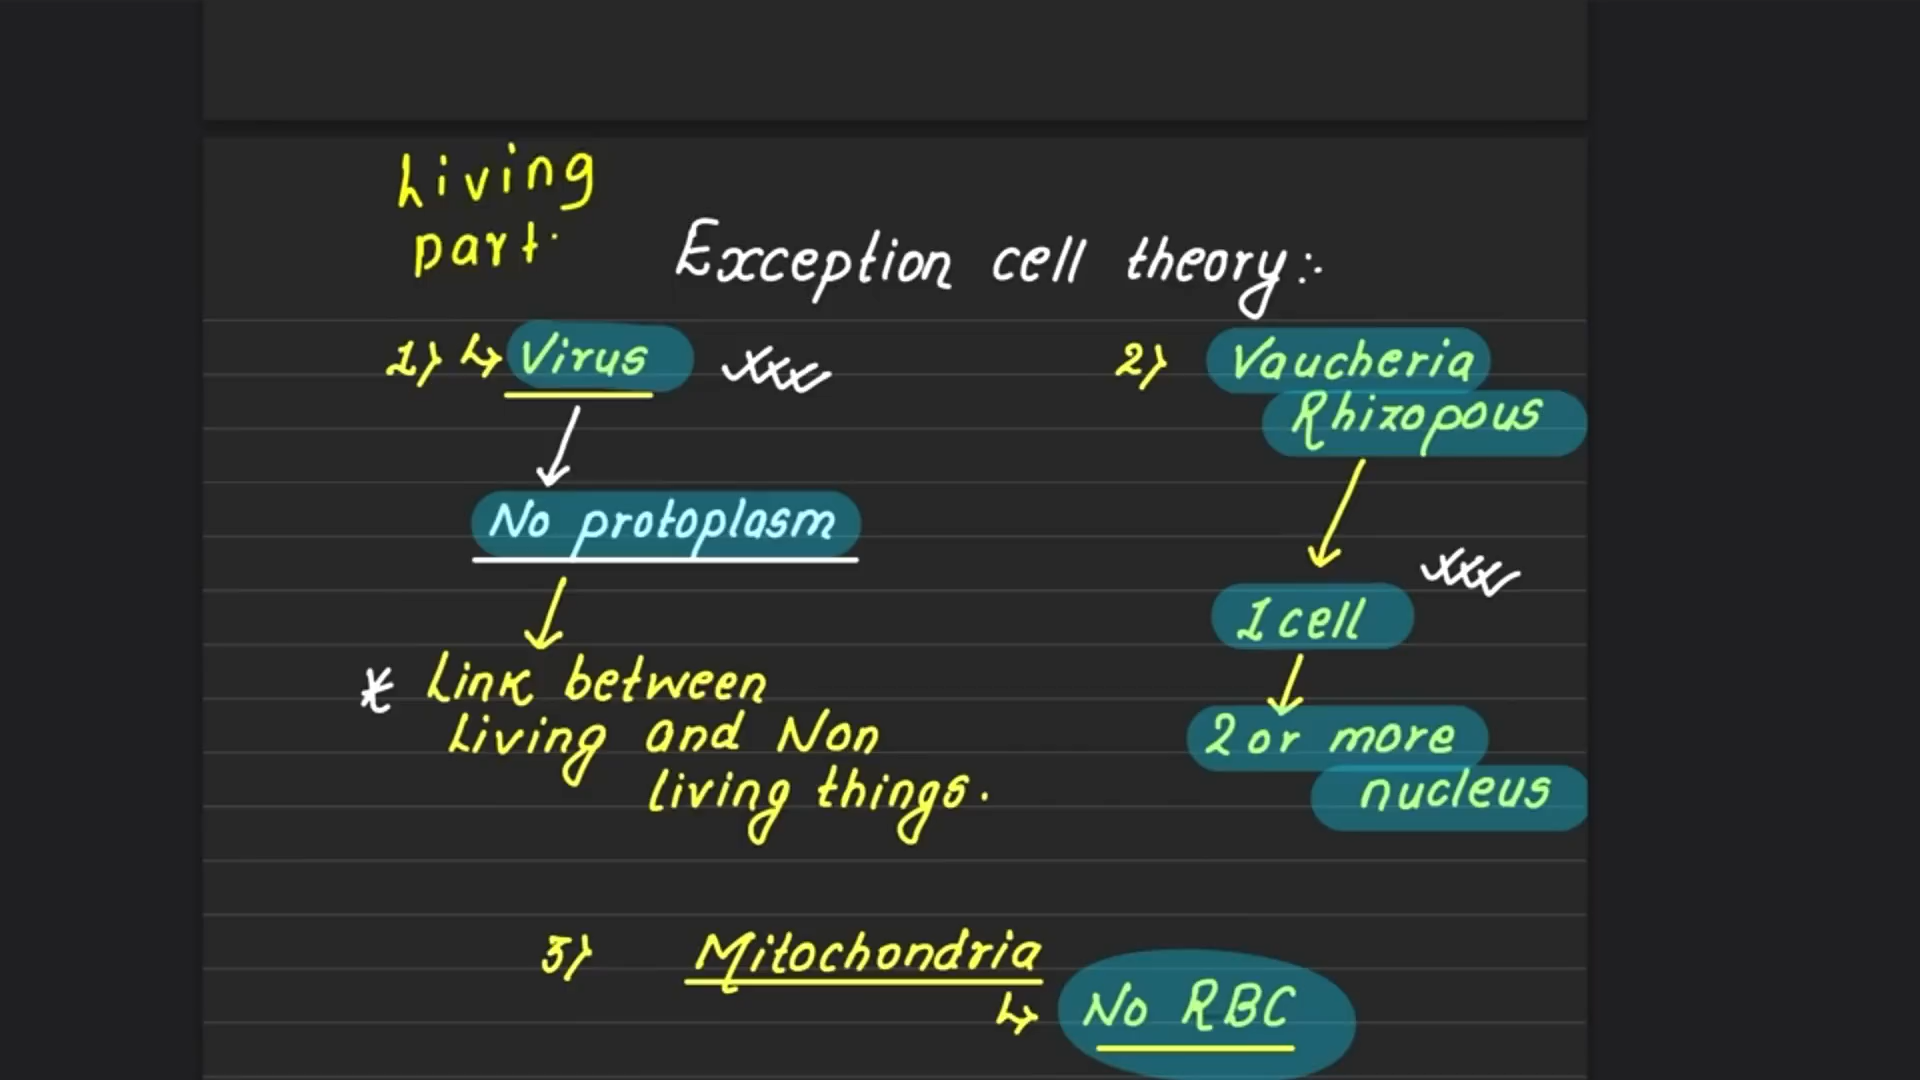 Living
part.
Exception cell theory:-
1) ↳ Virus
No protoplasm
* Link between
Living and Non
living things.
2) Vaucheria
Rhizopous
1 cell
2 or more
nucleus
3) Mitochondria
↳ No RBC